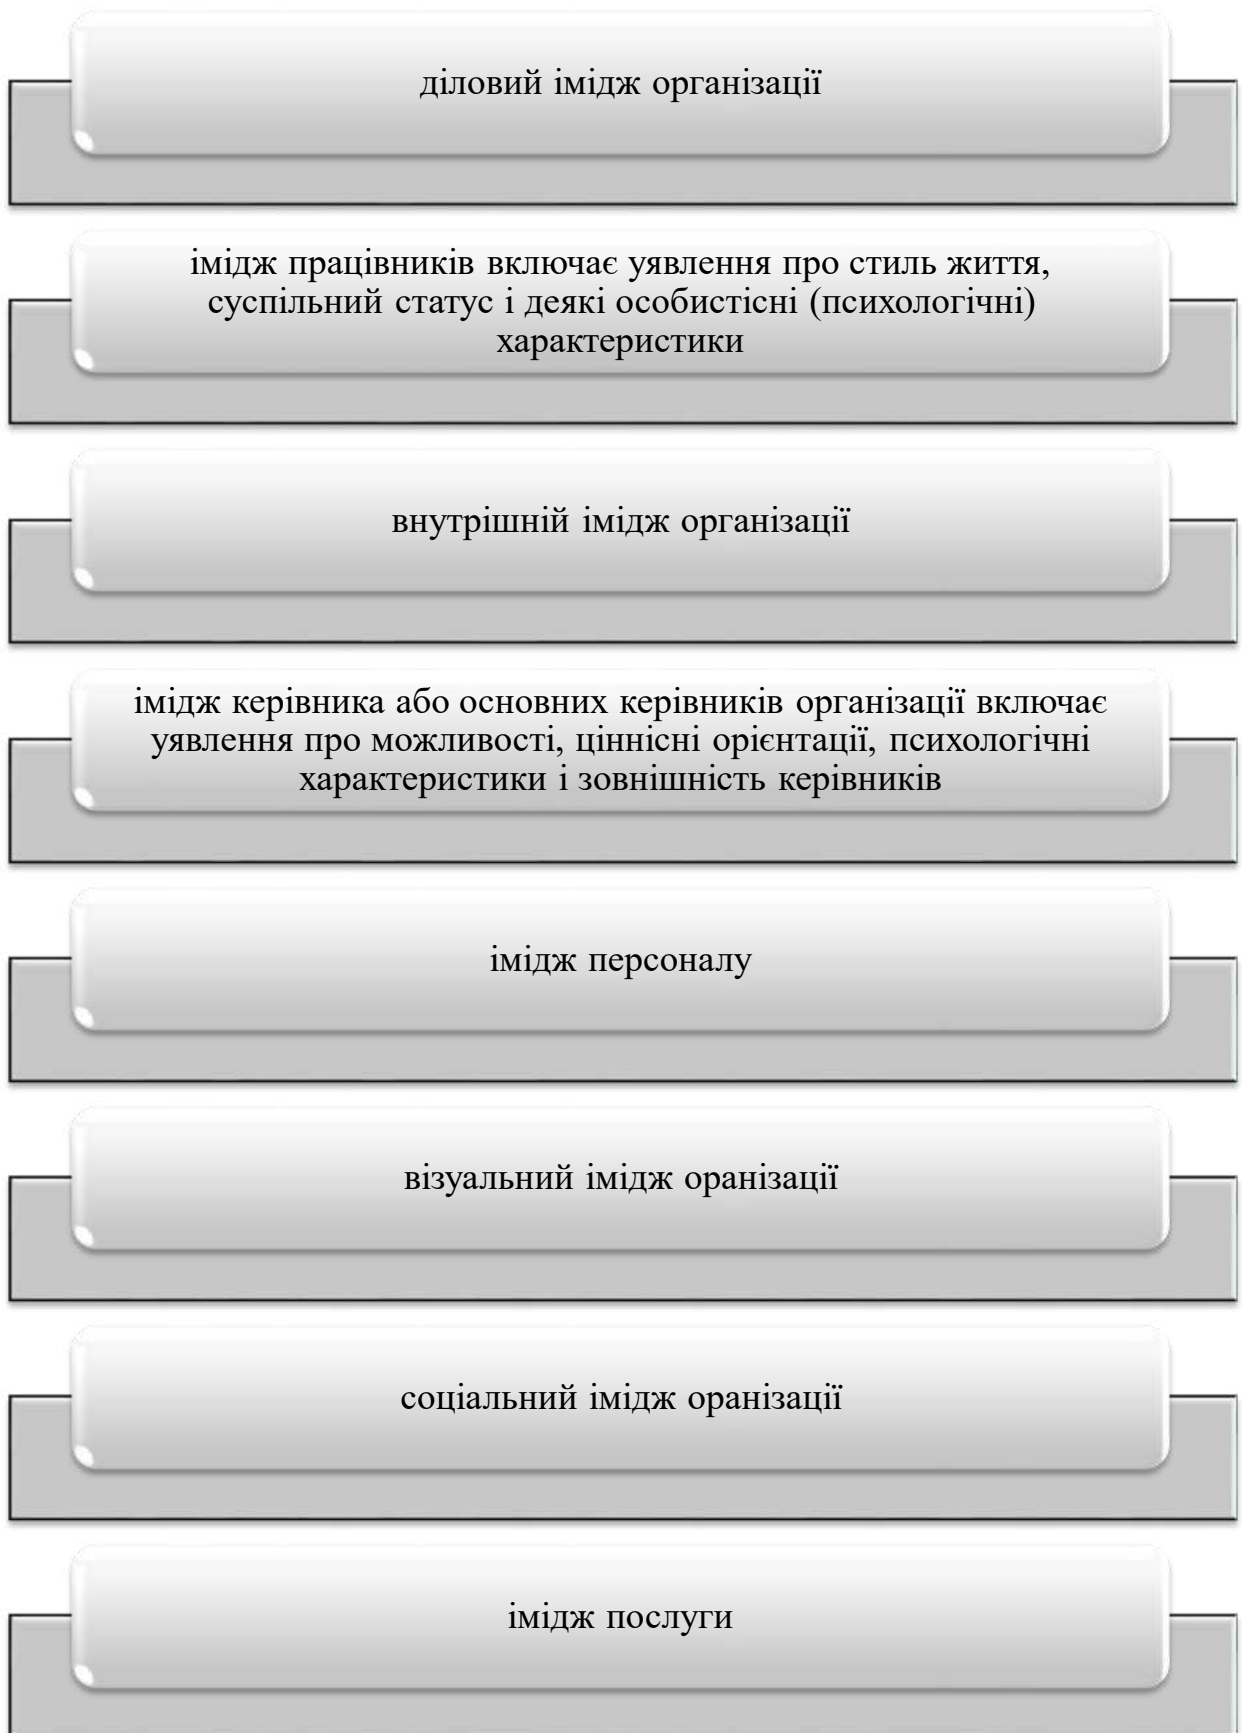 діловий імідж організації
імідж працівників включає уявлення про стиль життя,
суспільний статус і деякі особистісні (психологічні)
характеристики
внутрішній імідж організації
імідж керівника або основних керівників організації включає
уявлення про можливості, ціннісні орієнтації, психологічні
характеристики і зовнішність керівників
імідж персоналу
візуальний імідж оранізації
соціальний імідж оранізації
імідж послуги